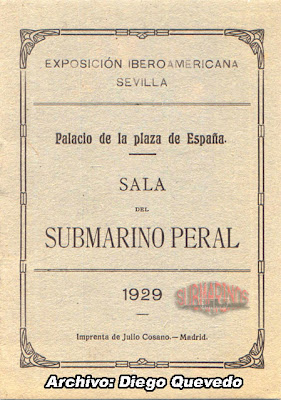 EXPOSICIÓN IBEROAMERICANA
SEVILLA
Palacio de la plaza de España.
SALA
DEL
SUBMARINO PERAL
1929
SUBMARINOS
Imprenta de Julio Cosano.—Madrid.
Archivo: Diego Quevedo